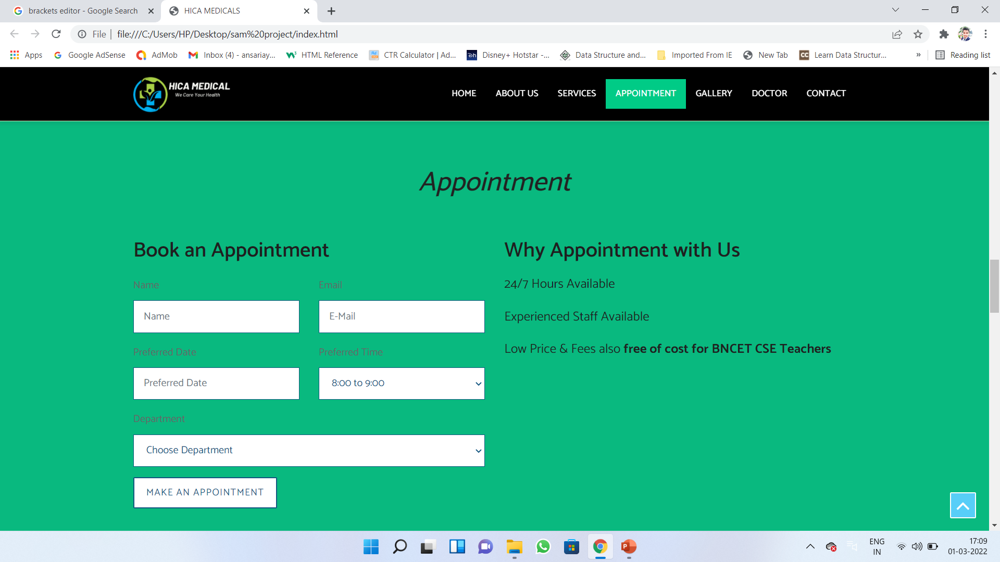 brackets editor - Google Search
HICA MEDICALS
File
file:///C:/Users/HP/Desktop/sam%20project/index.html
Apps
Google AdSense
AdMob
Inbox (4) - ansariay...
HTML Reference
CTR Calculator | Ad...
Disney+ Hotstar -...
Data Structure and...
Imported From IE
New Tab
Learn Data Structur...
»
Reading list
HICA MEDICAL
We Care Your Health
HOME
ABOUT US
SERVICES
APPOINTMENT
GALLERY
DOCTOR
CONTACT
Appointment
Book an Appointment
Name
Email
Name
E-Mail
Preferred Date
Preferred Time
Preferred Date
8:00 to 9:00
Department
Choose Department
MAKE AN APPOINTMENT
Why Appointment with Us
24/7 Hours Available
Experienced Staff Available
Low Price & Fees also free of cost for BNCET CSE Teachers
ENG
IN
17:09
01-03-2022